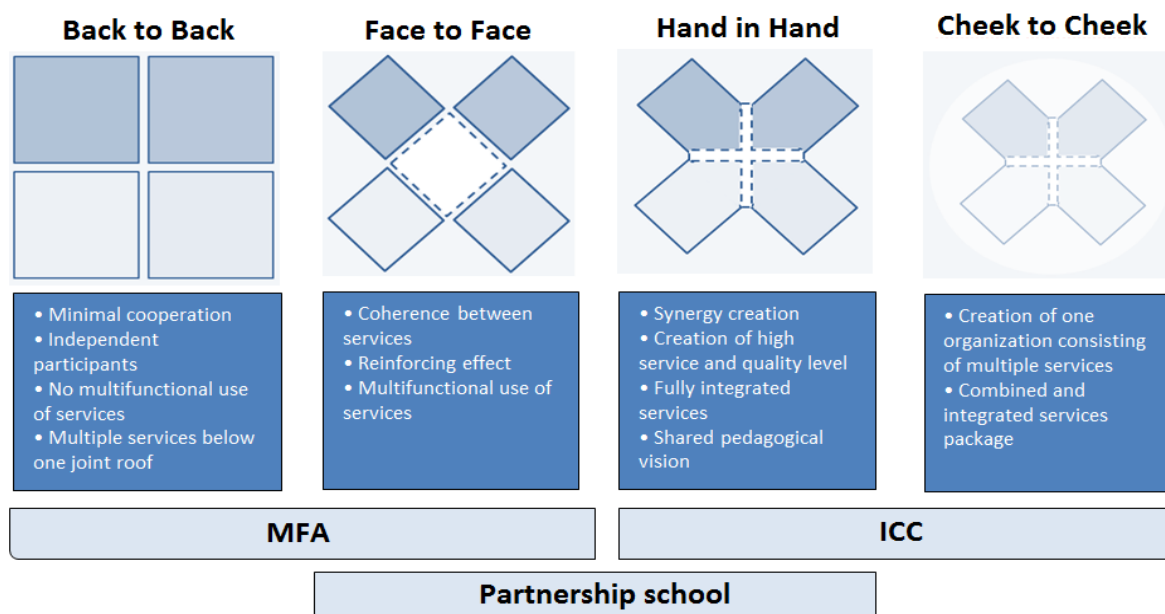 Back to Back
Face to Face
Hand in Hand
Cheek to Cheek
• Minimal cooperation
• Independent
participants
• No multifunctional use
of services
• Multiple services below
one joint roof
• Coherence between
services
• Reinforcing effect
• Multifunctional use of
services
• Synergy creation
• Creation of high
service and quality level
• Fully integrated
services
• Shared pedagogical
vision
• Creation of one
organization consisting
of multiple services
• Combined and
integrated services
package
MFA
ICC
Partnership school